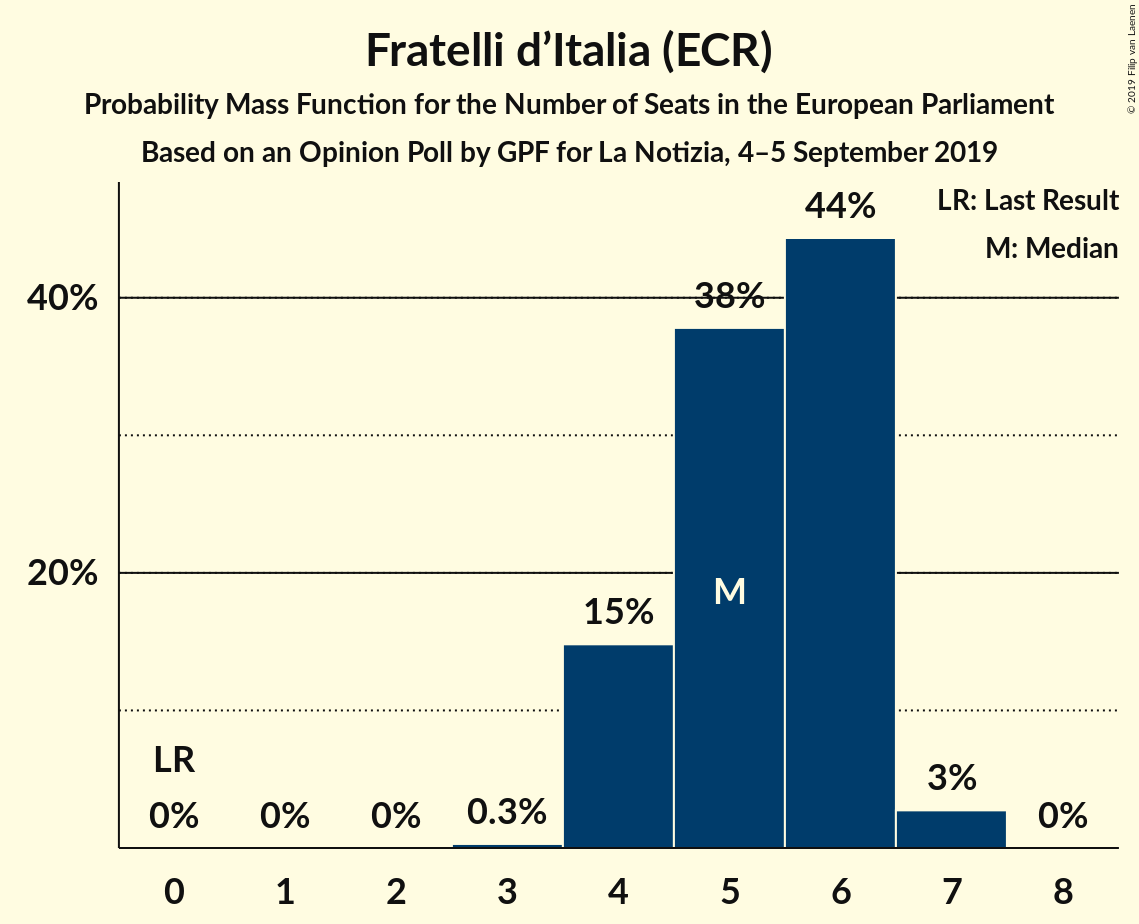 Fratelli d’Italia (ECR)
Probability Mass Function for the Number of Seats in the European Parliament
Based on an Opinion Poll by GPF for La Notizia, 4–5 September 2019
© 2019 Filip van Laenen
LR: Last Result
M: Median
44%
40%
38%
20%
M
15%
LR
0%
0%
0%
0.3%
3%
0%
0
1
2
3
4
5
6
7
8